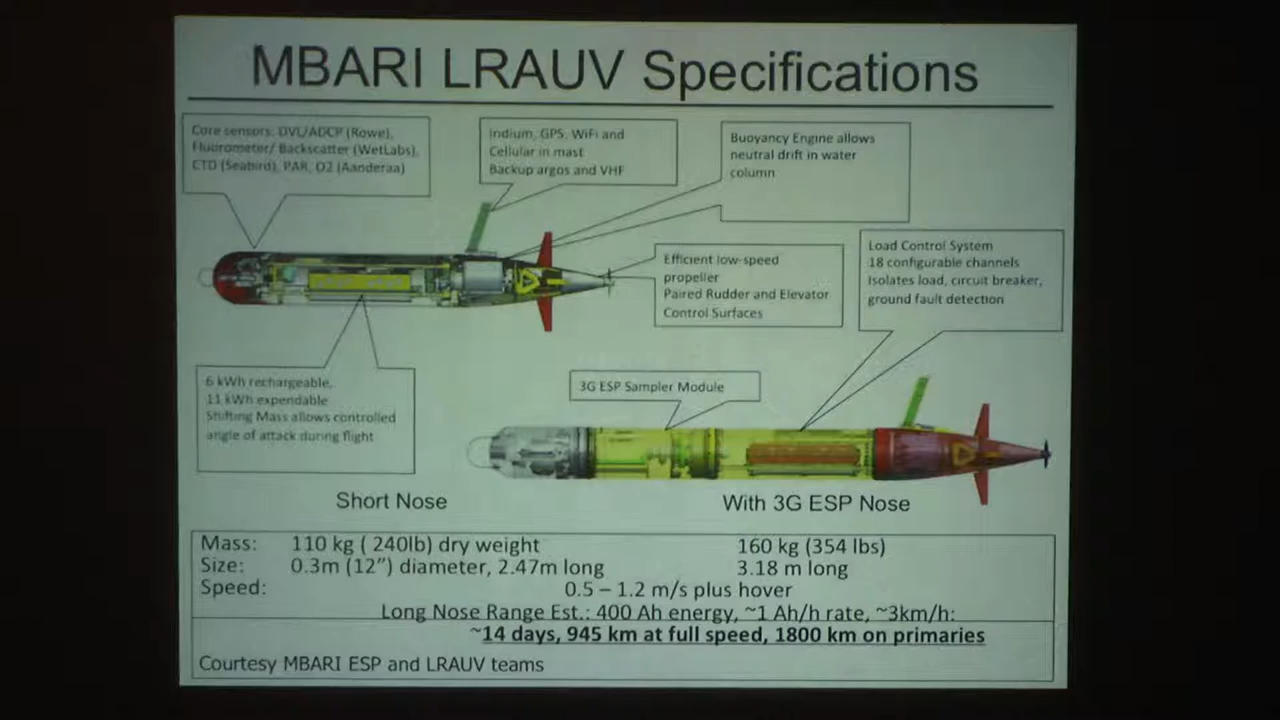 MBARI LRAUV Specifications
Core sensors: DVL/ADCP (Rowe),
Fluorometer/ Backscatter (WetLabs),
CTD (Seabird), PAR, O2 (Aanderaa)
Iridium, GPS, WiFi and
Cellular in mast
Backup argos and VHF
Buoyancy Engine allows
neutral drift in water
column
Efficient low-speed
propeller
Paired Rudder and Elevator
Control Surfaces
Load Control System
18 configurable channels
Isolates load, circuit breaker,
ground fault detection
6 kWh rechargeable,
11 kWh expendable
Shifting Mass allows controlled
angle of attack during flight
3G ESP Sampler Module
Short Nose
With 3G ESP Nose
Mass: 110 kg ( 240lb) dry weight 160 kg (354 lbs)
Size: 0.3m (12”) diameter, 2.47m long 3.18 m long
Speed: 0.5 – 1.2 m/s plus hover
Long Nose Range Est.: 400 Ah energy, ~1 Ah/h rate, ~3km/h:
~14 days, 945 km at full speed, 1800 km on primaries
Courtesy MBARI ESP and LRAUV teams